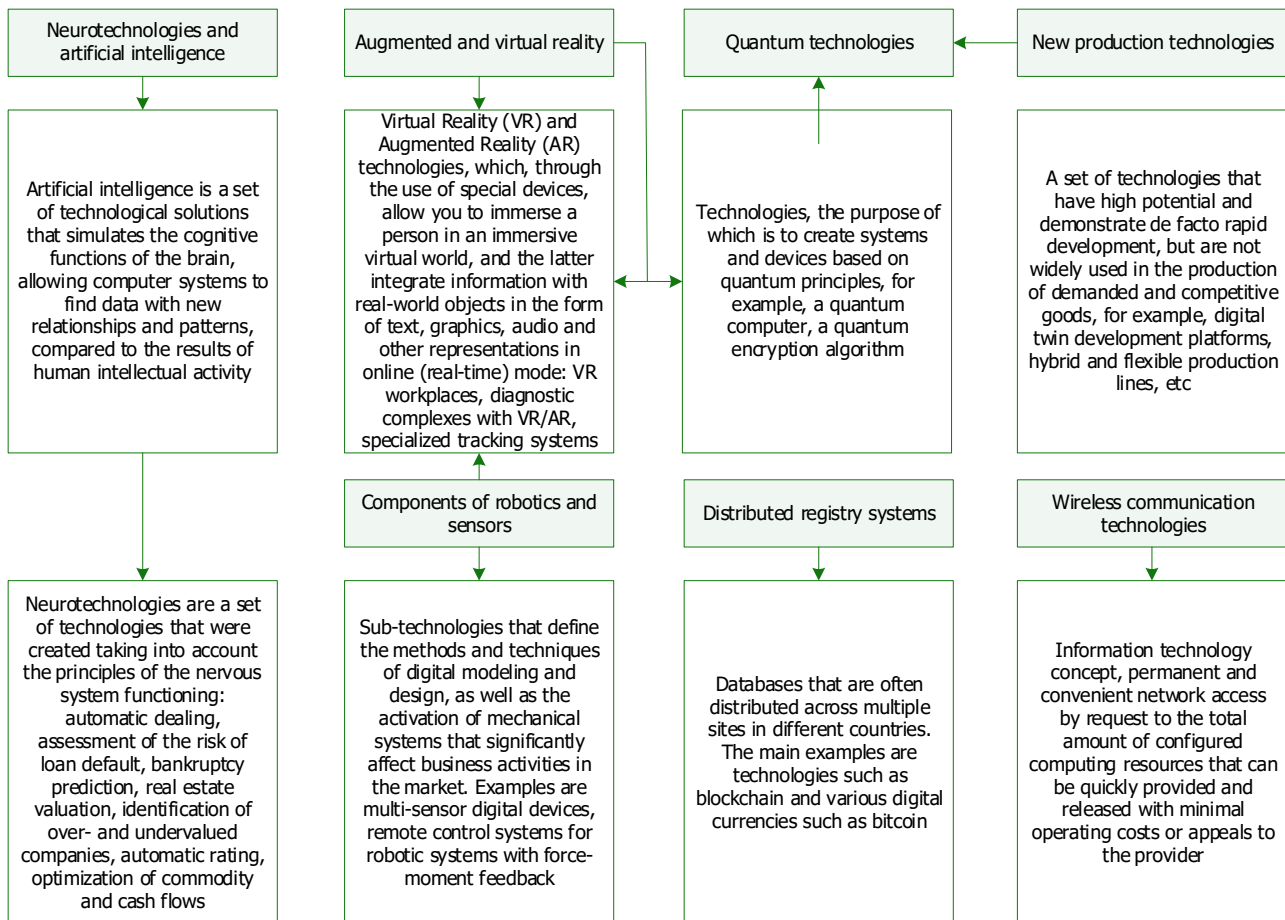 Neurotechnologies and
artificial intelligence
Augmented and virtual reality
Quantum technologies
New production technologies
Artificial intelligence is a set
of technological solutions
that simulates the cognitive
functions of the brain,
allowing computer systems to
find data with new
relationships and patterns,
compared to the results of
human intellectual activity
Virtual Reality (VR) and
Augmented Reality (AR)
technologies, which, through
the use of special devices,
allow you to immerse a
person in an immersive
virtual world, and the latter
integrate information with
real-world objects in the form
of text, graphics, audio and
other representations in
online (real-time) mode: VR
workplaces, diagnostic
complexes with VR/AR,
specialized tracking systems
Technologies, the purpose of
which is to create systems
and devices based on
quantum principles, for
example, a quantum
computer, a quantum
encryption algorithm
A set of technologies that
have high potential and
demonstrate de facto rapid
development, but are not
widely used in the production
of demanded and competitive
goods, for example, digital
twin development platforms,
hybrid and flexible production
lines, etc
Components of robotics and
sensors
Distributed registry systems
Wireless communication
technologies
Neurotechnologies are a set
of technologies that were
created taking into account
the principles of the nervous
system functioning:
automatic dealing,
assessment of the risk of
loan default, bankruptcy
prediction, real estate
valuation, identification of
over- and undervalued
companies, automatic rating,
optimization of commodity
and cash flows
Sub-technologies that define
the methods and techniques
of digital modeling and
design, as well as the
activation of mechanical
systems that significantly
affect business activities in
the market. Examples are
multi-sensor digital devices,
remote control systems for
robotic systems with force-
moment feedback
Databases that are often
distributed across multiple
sites in different countries.
The main examples are
technologies such as
blockchain and various digital
currencies such as bitcoin
Information technology
concept, permanent and
convenient network access
by request to the total
amount of configured
computing resources that can
be quickly provided and
released with minimal
operating costs or appeals to
the provider